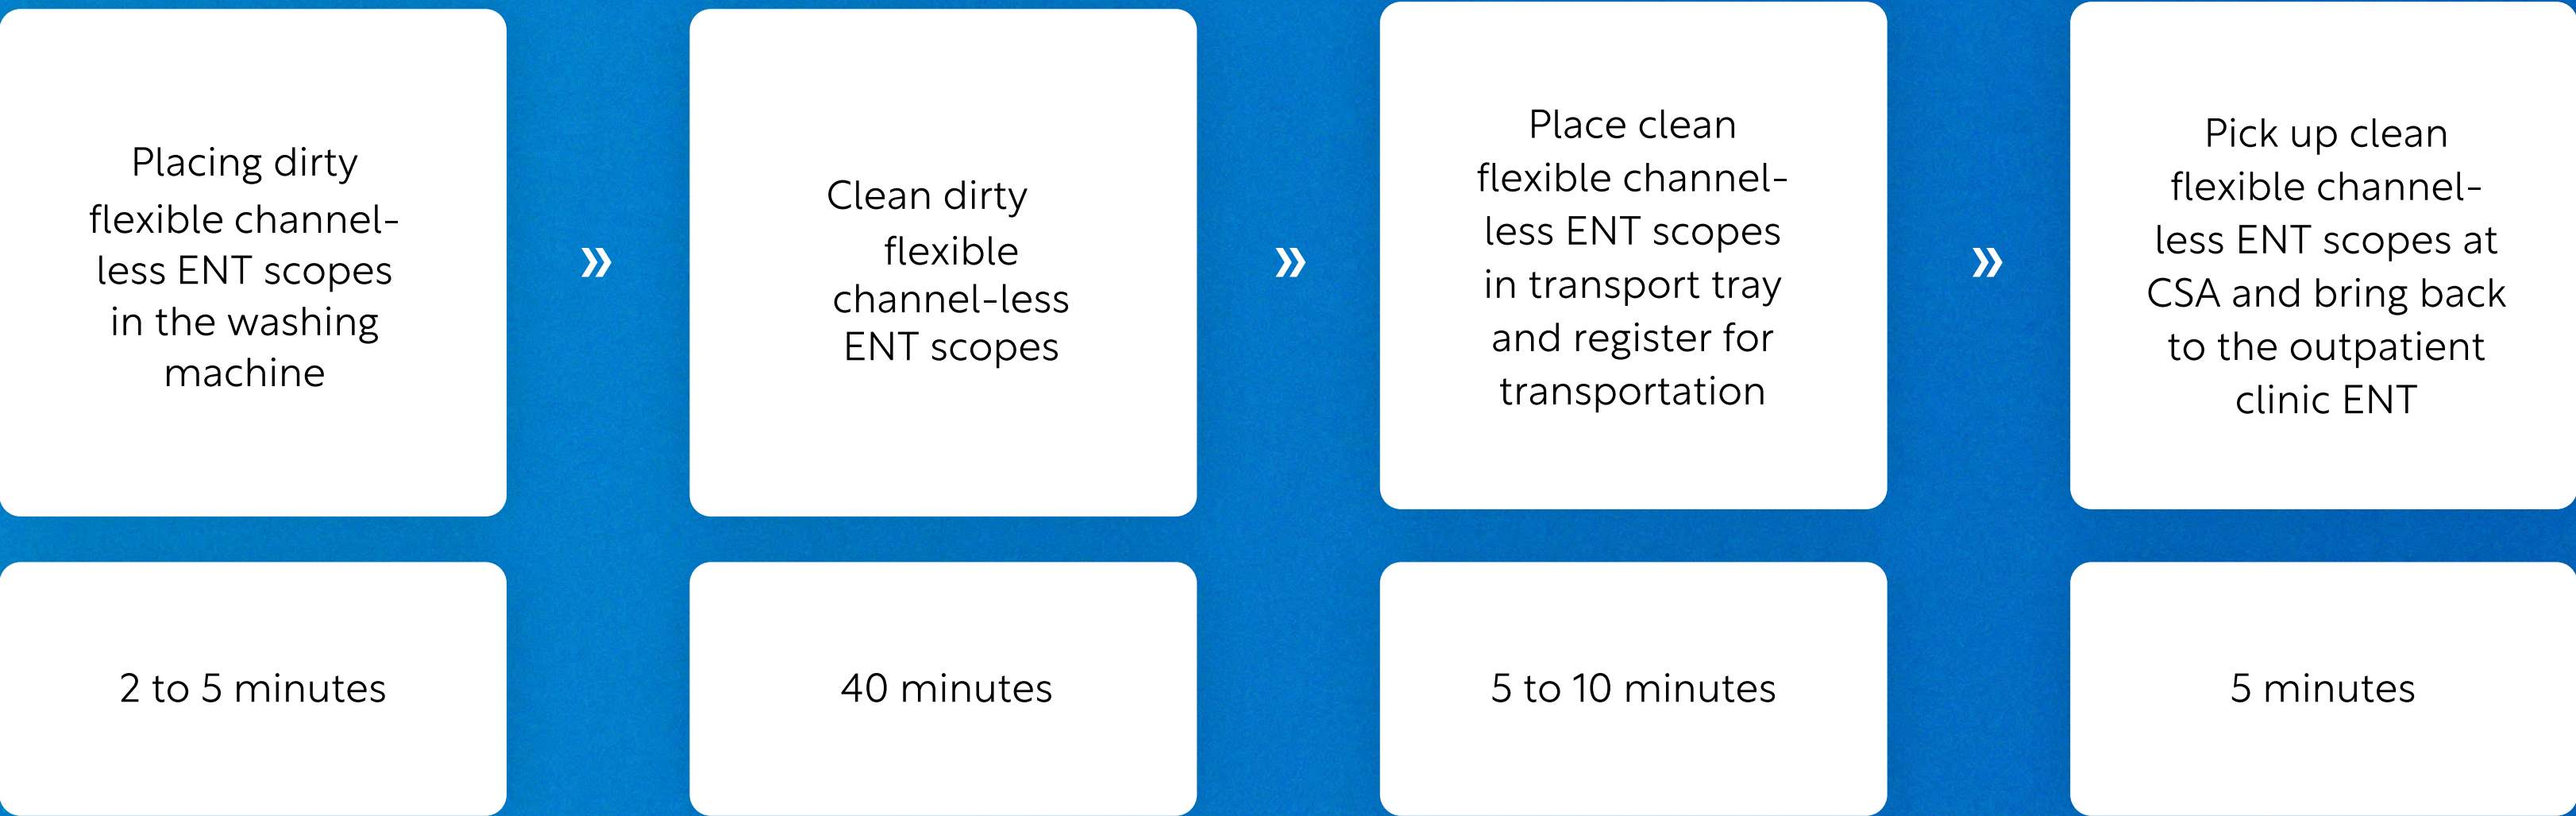 Placing dirty
flexible channel-
less ENT scopes
in the washing
machine
»
Clean dirty
flexible
channel-less
ENT scopes
»
Place clean
flexible channel-
less ENT scopes
in transport tray
and register for
transportation
»
Pick up clean
flexible channel-
less ENT scopes at
CSA and bring back
to the outpatient
clinic ENT
2 to 5 minutes
40 minutes
5 to 10 minutes
5 minutes